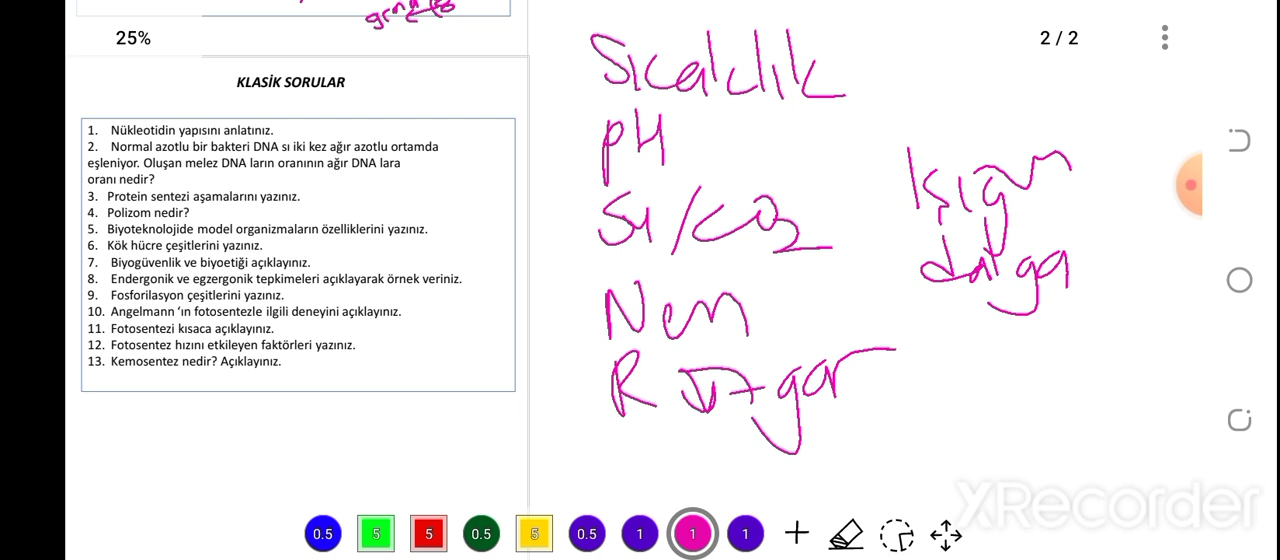 25%
2 / 2
KLASİK SORULAR
1. Nükleotidin yapısını anlatınız.
2. Normal azotlu bir bakteri DNA sı iki kez ağır azotlu ortamda
eşleniyor. Oluşan melez DNA ların oranının ağır DNA lara
oranı nedir?
3. Protein sentezi aşamalarını yazınız.
4. Polizom nedir?
5. Biyoteknolojide model organizmaların özelliklerini yazınız.
6. Kök hücre çeşitlerini yazınız.
7. Biyogüvenlik ve biyoetiği açıklayınız.
8. Endergonik ve egzergonik tepkimeleri açıklayarak örnek veriniz.
9. Fosforilasyon çeşitlerini yazınız.
10. Angelmann 'ın fotosentezle ilgili deneyini açıklayınız.
11. Fotosentezi kısaca açıklayınız.
12. Fotosentez hızını etkileyen faktörleri yazınız.
13. Kemosentez nedir? Açıklayınız.
Sıcaklık
pH
Su/CO2
Nem
Rüzgar
Işığın
dalga
0.5 5 5 0.5 5 0.5 1 1 1
XRecorder